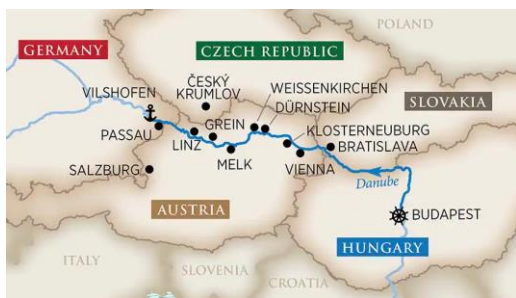 POLAND
GERMANY
CZECH REPUBLIC
ČESKÝ
KRUMLOV
WEISSENKIRCHEN
VILSHOFEN
DÜRNSTEIN
SLOVAKIA
GREIN
PASSAU
KLOSTERNEUBURG
LINZ
BRATISLAVA
MELK
VIENNA
SALZBURG
Danube
AUSTRIA
BUDAPEST
HUNGARY
ITALY
SLOVENIA
CROATIA